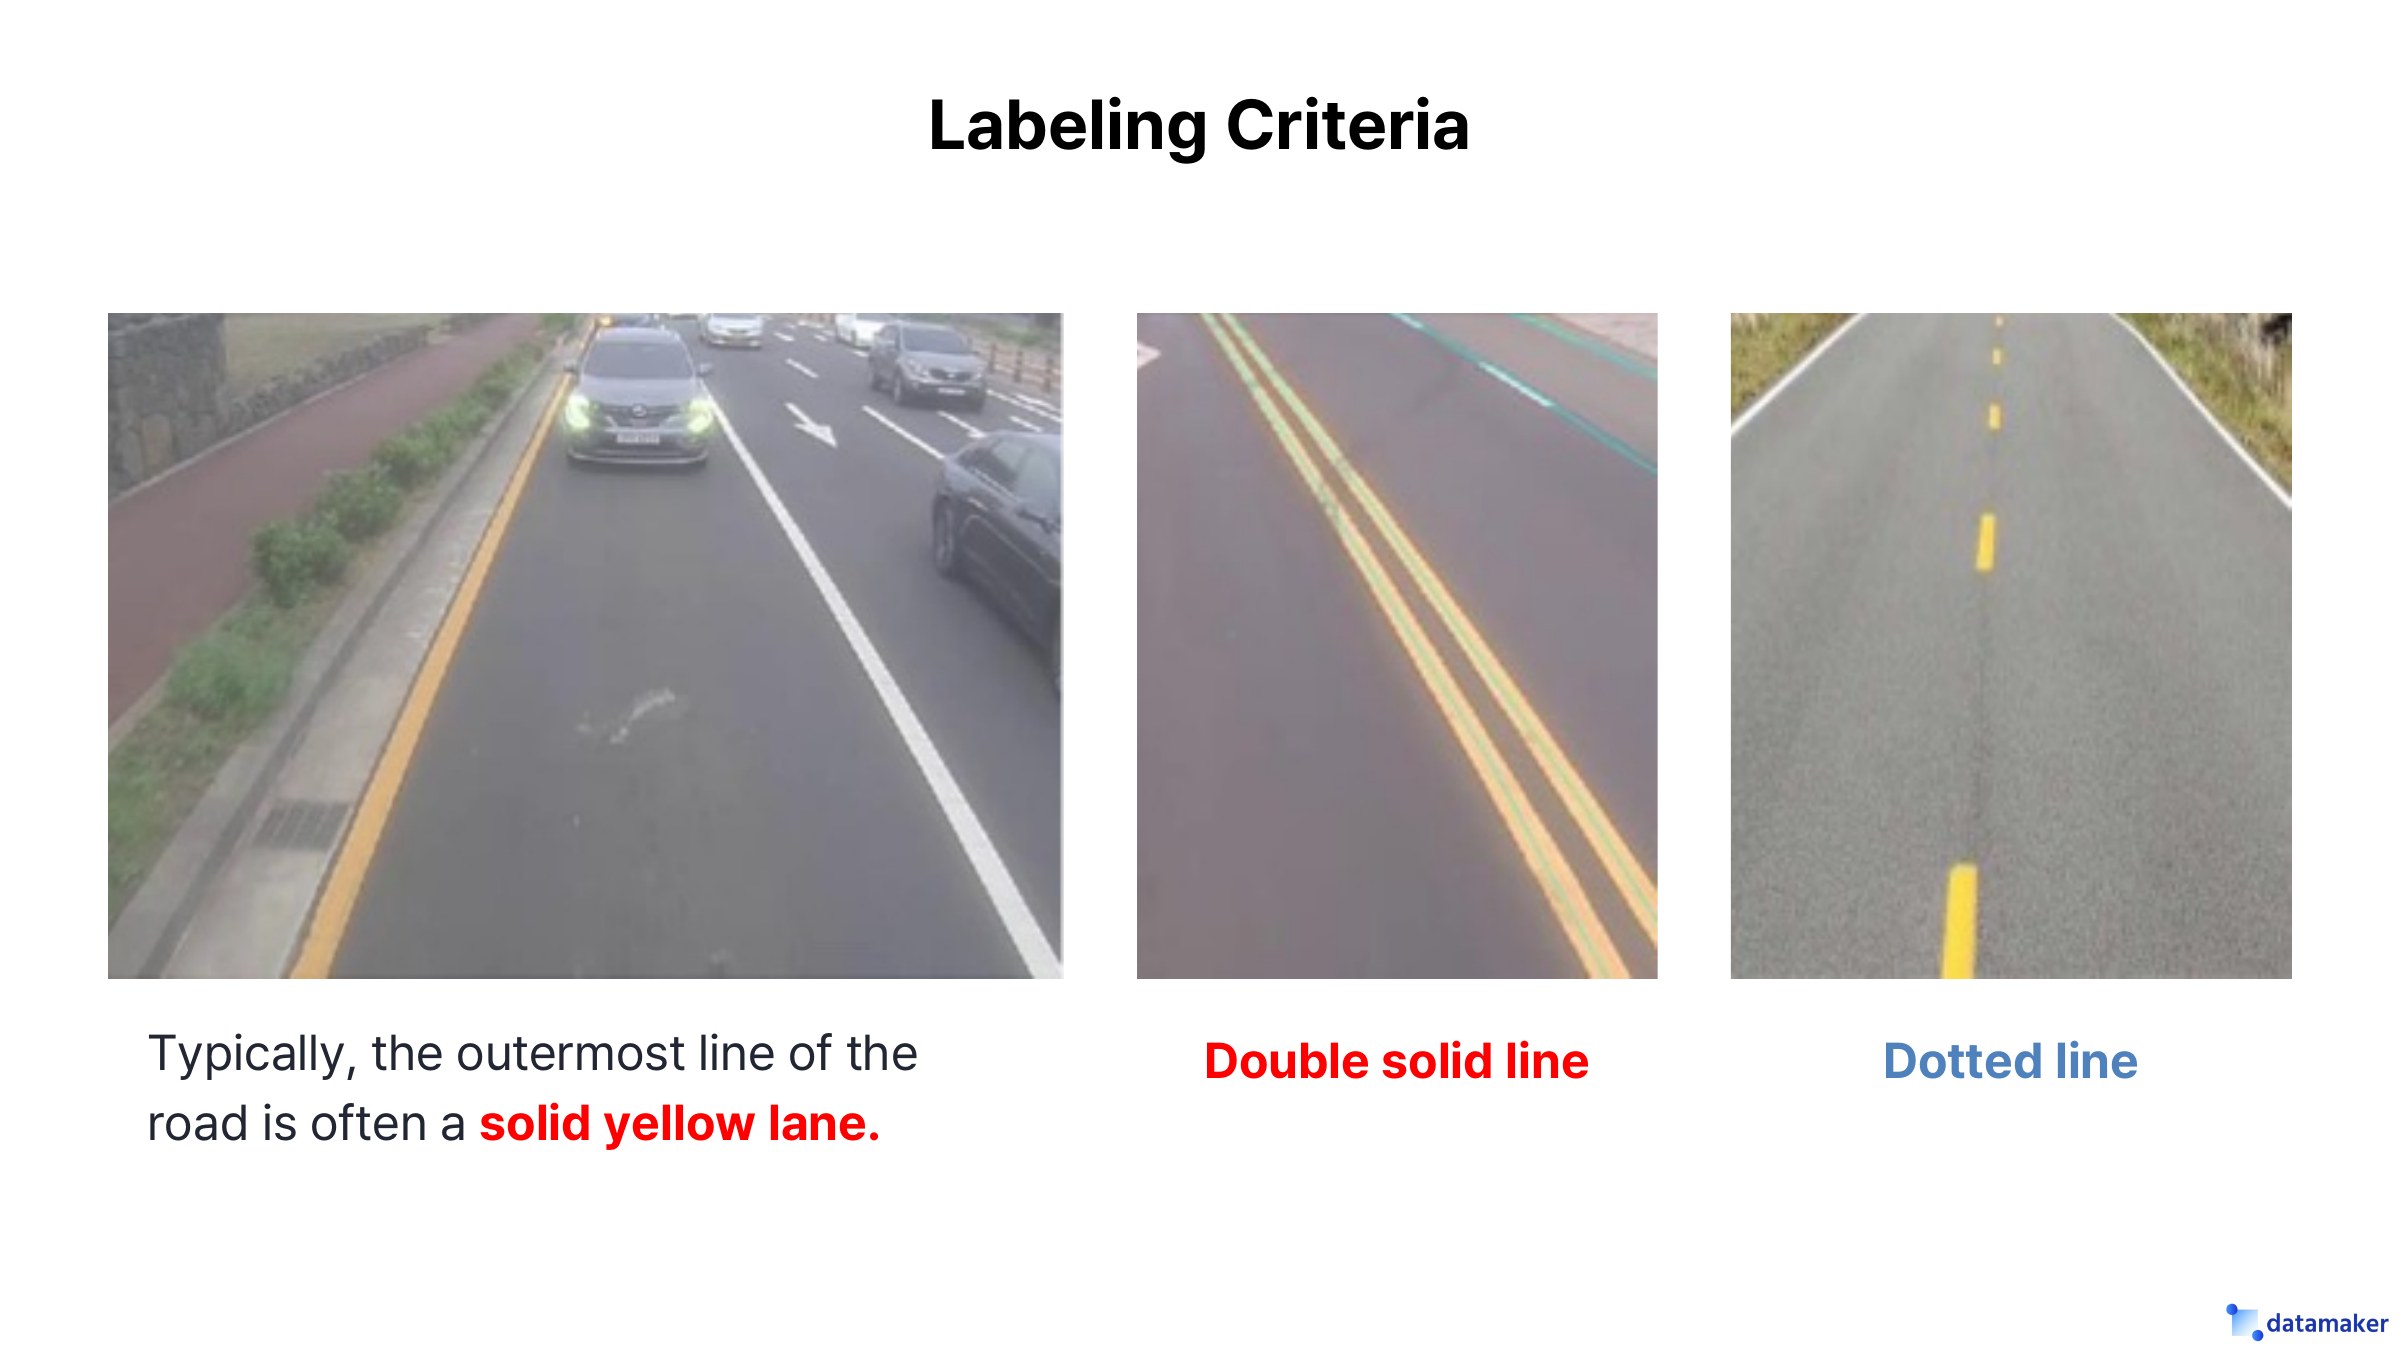 Labeling Criteria
Typically, the outermost line of the
road is often a solid yellow lane.
Double solid line
Dotted line
datamaker